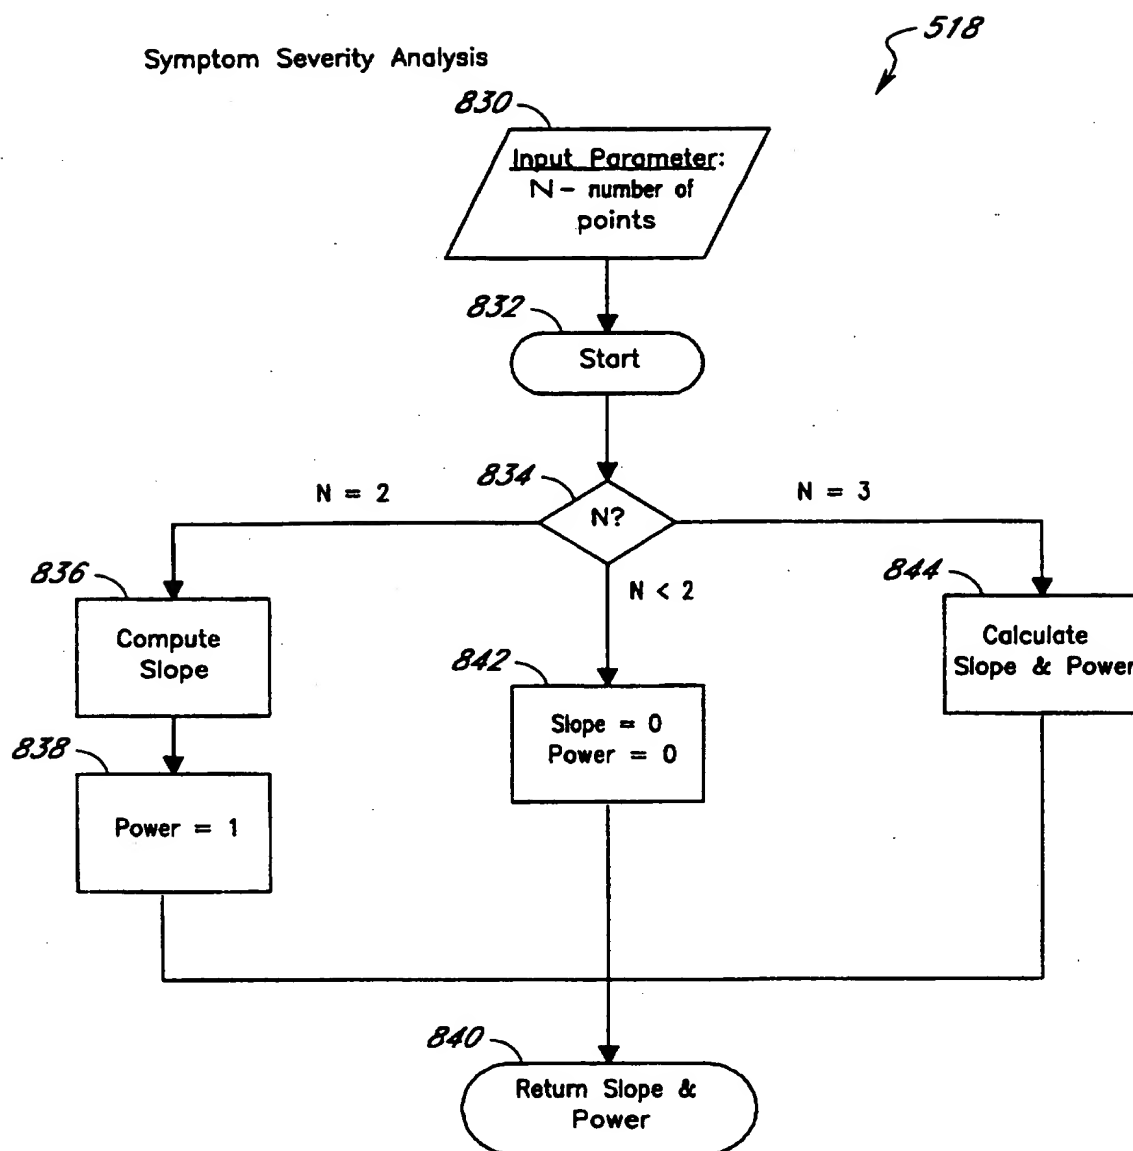 518
Symptom Severity Analysis
830
Input Parameter:
N - number of
points
832
Start
834
N = 2
N = 3
N?
836
844
N < 2
Compute
Slope
Calculate
Slope & Power
842
Slope = 0
Power = 0
838
Power = 1
840
Return Slope &
Power